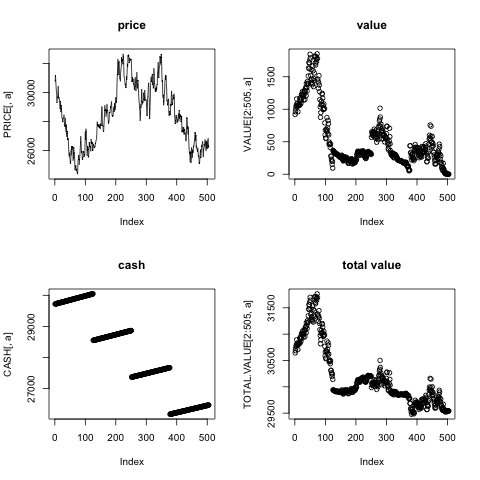 price
PRICE[, a]
26000 30000
0 100 200 300 400 500
Index
value
VALUE[2:505, a]
0 500 1000 1500
0 100 200 300 400 500
Index
cash
CASH[, a]
27000 29000
0 100 200 300 400 500
Index
total value
TOTAL.VALUE[2:505, a]
29500 30500 31500
0 100 200 300 400 500
Index